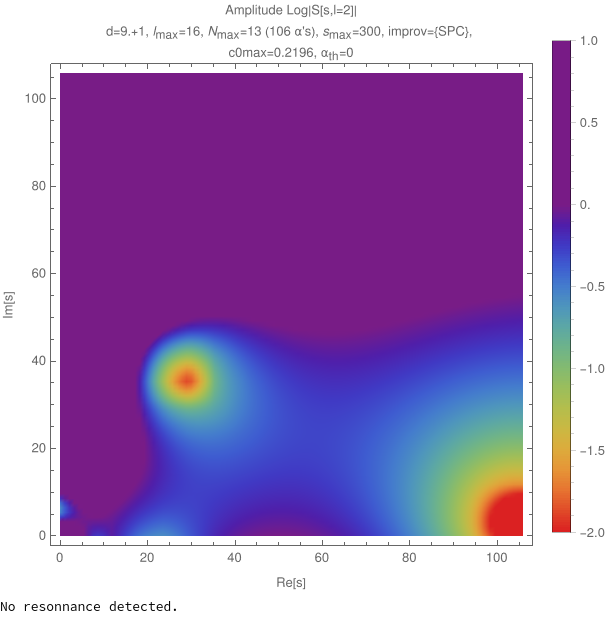 Amplitude Log|S[s,l=2]|
d=9.+1, lmax=16, Nmax=13 (106 α's), smax=300, improv={SPC},
c0max=0.2196, αth=0
1.0
0.5
0.
−0.5
−1.0
−1.5
−2.0
100
80
60
40
20
0
Im[s]
0 20 40 60 80 100
Re[s]
No resonnance detected.